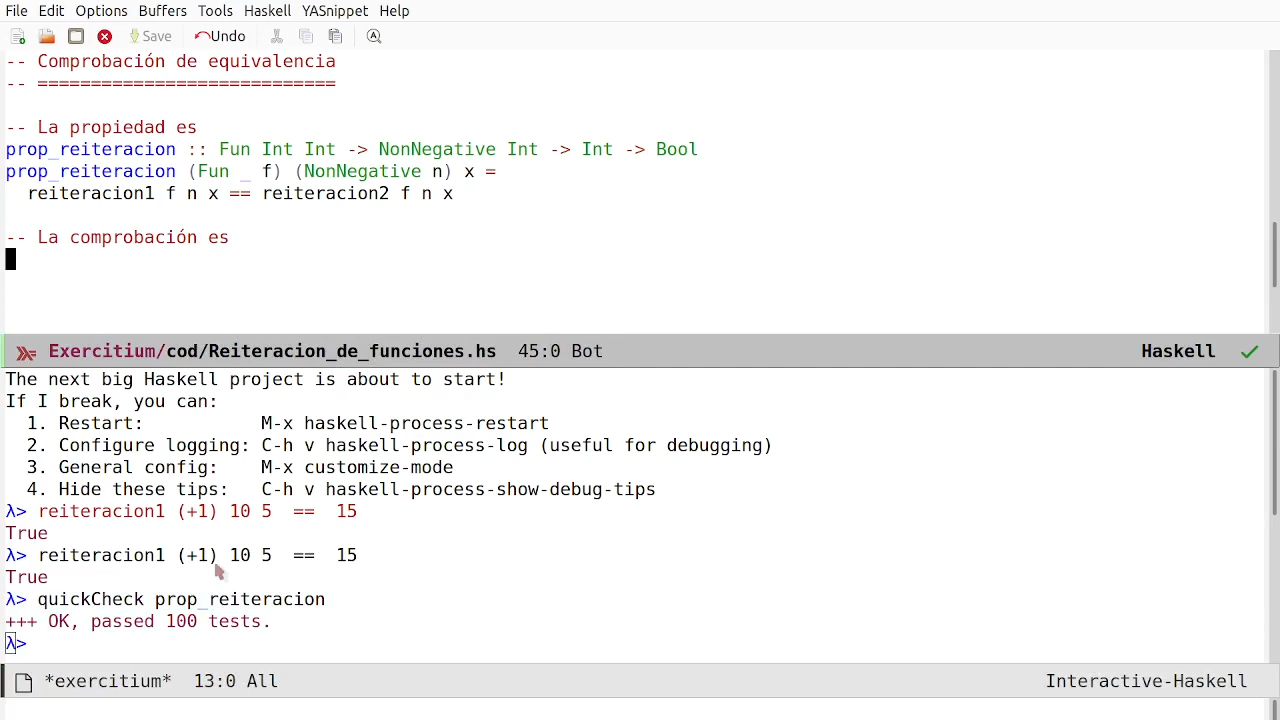 File Edit Options Buffers Tools Haskell YASnippet Help
Save Undo
-- Comprobación de equivalencia
-- ============================
-- La propiedad es
prop_reiteracion :: Fun Int Int -> NonNegative Int -> Int -> Bool
prop_reiteracion (Fun _ f) (NonNegative n) x =
  reiteracion1 f n x == reiteracion2 f n x
-- La comprobación es
Exercitium/cod/Reiteracion_de_funciones.hs 45:0 Bot Haskell
The next big Haskell project is about to start!
If I break, you can:
  1. Restart:           M-x haskell-process-restart
  2. Configure logging: C-h v haskell-process-log (useful for debugging)
  3. General config:    M-x customize-mode
  4. Hide these tips:   C-h v haskell-process-show-debug-tips
λ> reiteracion1 (+1) 10 5  ==  15
True
λ> reiteracion1 (+1) 10 5  ==  15
True
λ> quickCheck prop_reiteracion
+++ OK, passed 100 tests.
λ>
*exercitium* 13:0 All Interactive-Haskell